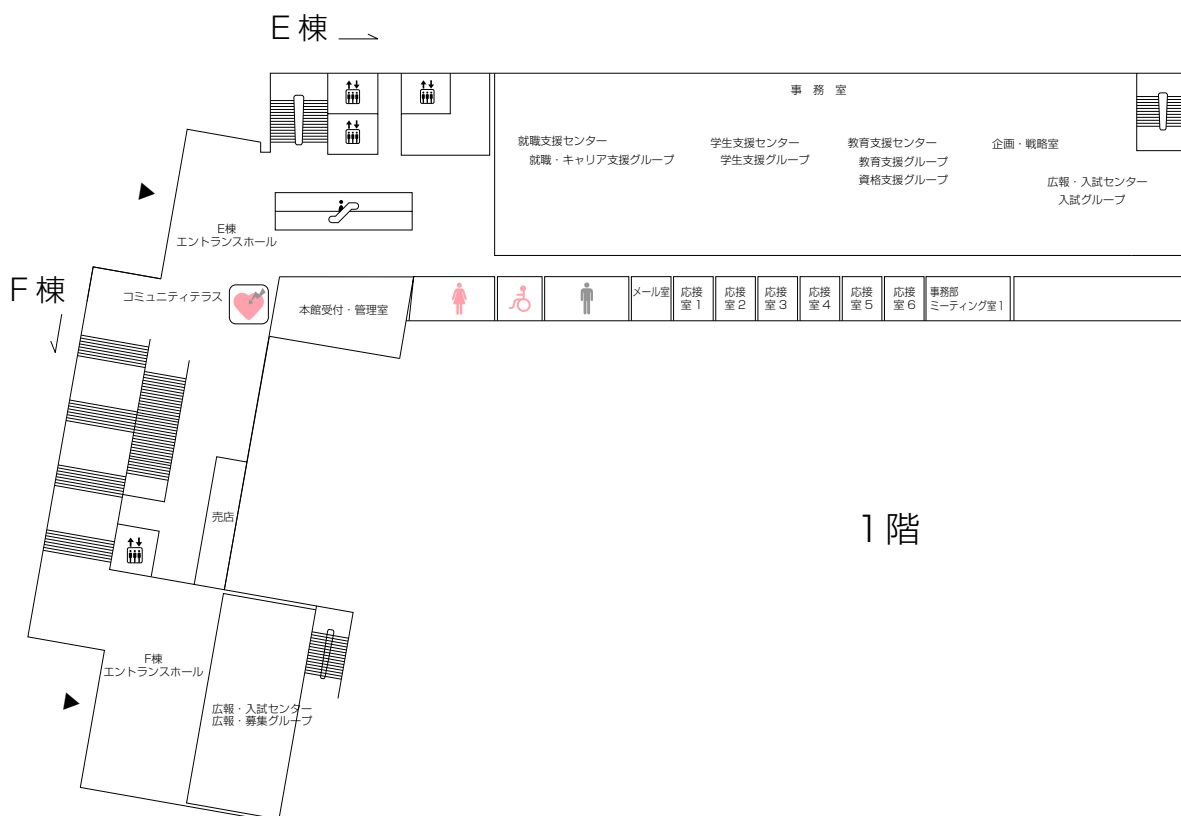 E棟
事 務 室
就職支援センター
就職・キャリア支援グループ
学生支援センター
学生支援グループ
教育支援センター
教育支援グループ
資格支援グループ
企画・戦略室
広報・入試センター
入試グループ
E棟
エントランスホール
F棟
コミュニティテラス
本館受付・管理室
メール室
応接
室1
応接
室2
応接
室3
応接
室4
応接
室5
応接
室6
事務部
ミーティング室1
売店
1階
F棟
エントランスホール
広報・入試センター
広報・募集グループ